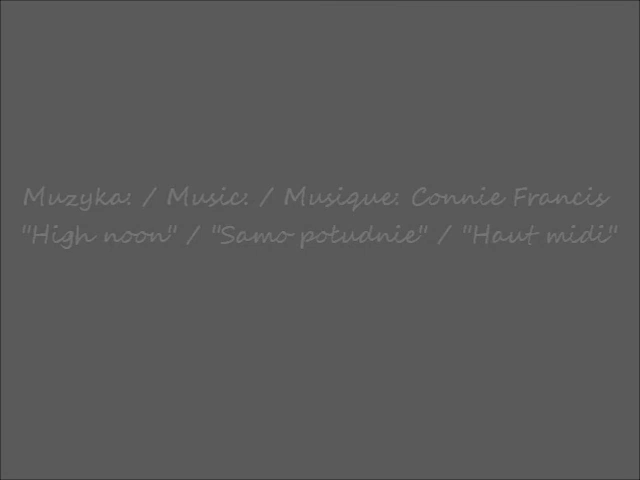 Muzyka: / Music: / Musique: Connie Francis
"High noon" / "Samo południe" / "Haut midi"